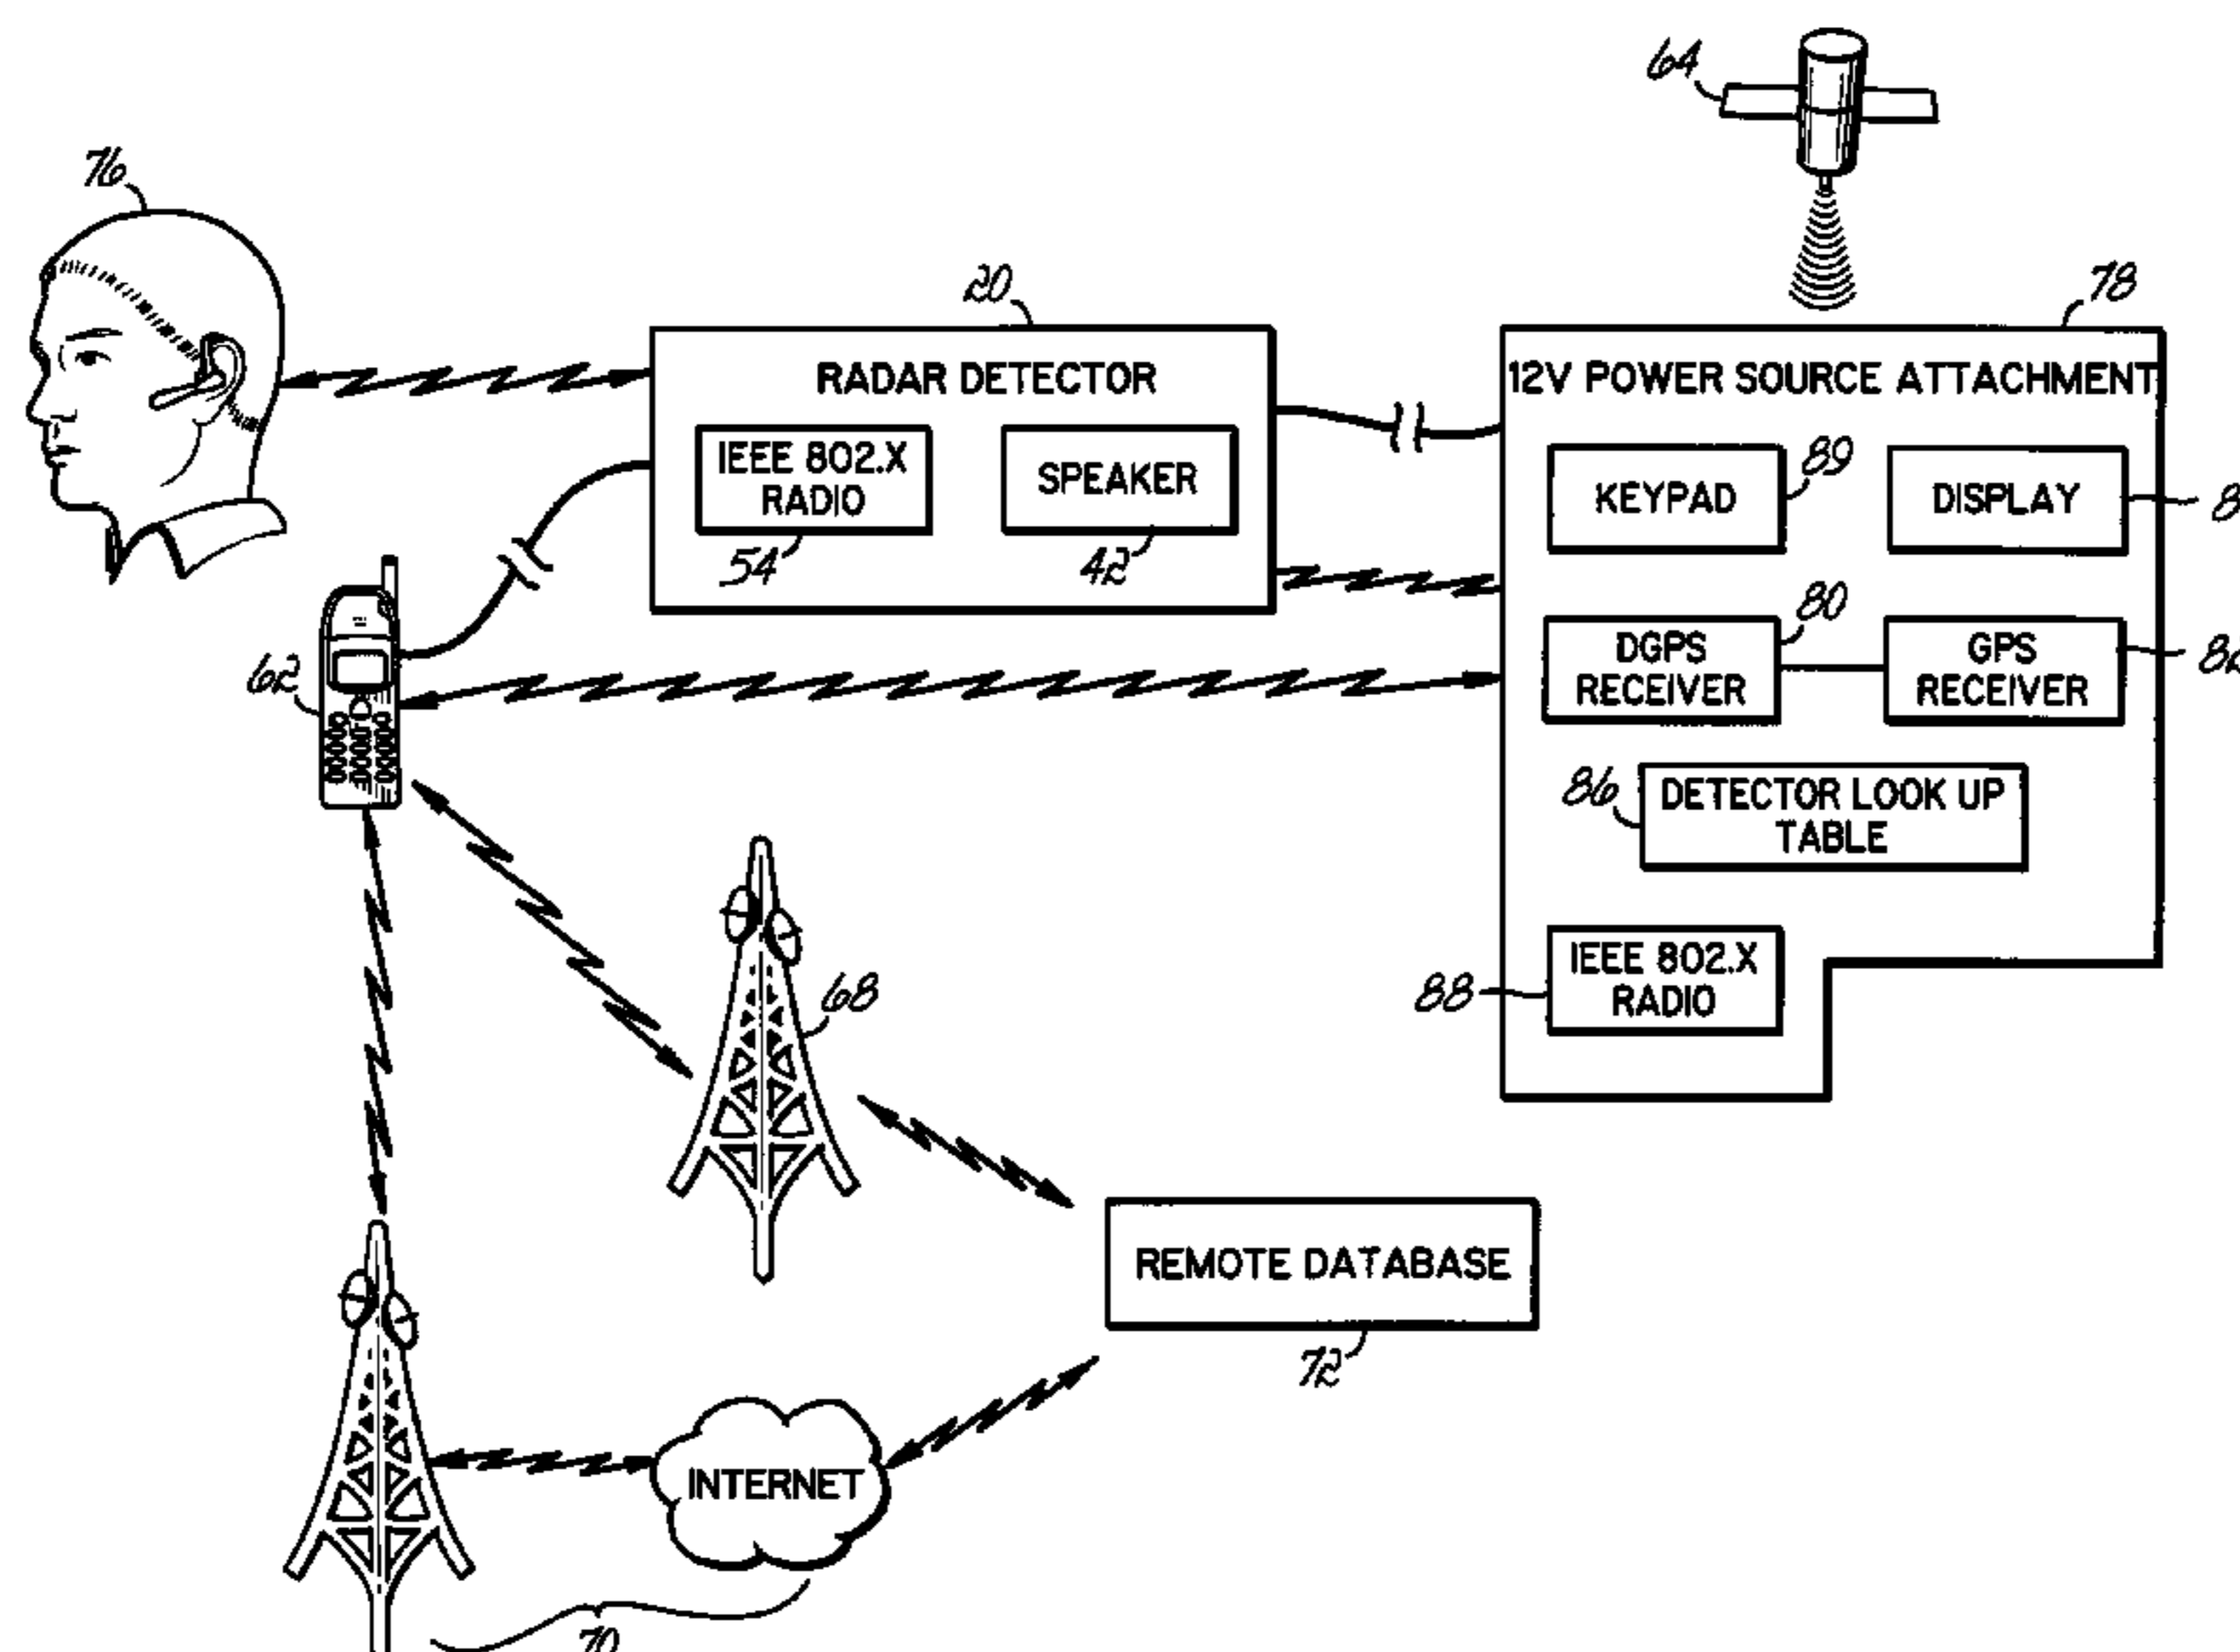 64
76
20
78
RADAR DETECTOR
12V POWER SOURCE ATTACHMENT
IEEE 802.X
RADIO
54
SPEAKER
42
KEYPAD
89
DISPLAY
80
DGPS
RECEIVER
GPS
RECEIVER
62
86
DETECTOR LOOK UP
TABLE
68
88
IEEE 802.X
RADIO
REMOTE DATABASE
72
INTERNET
70